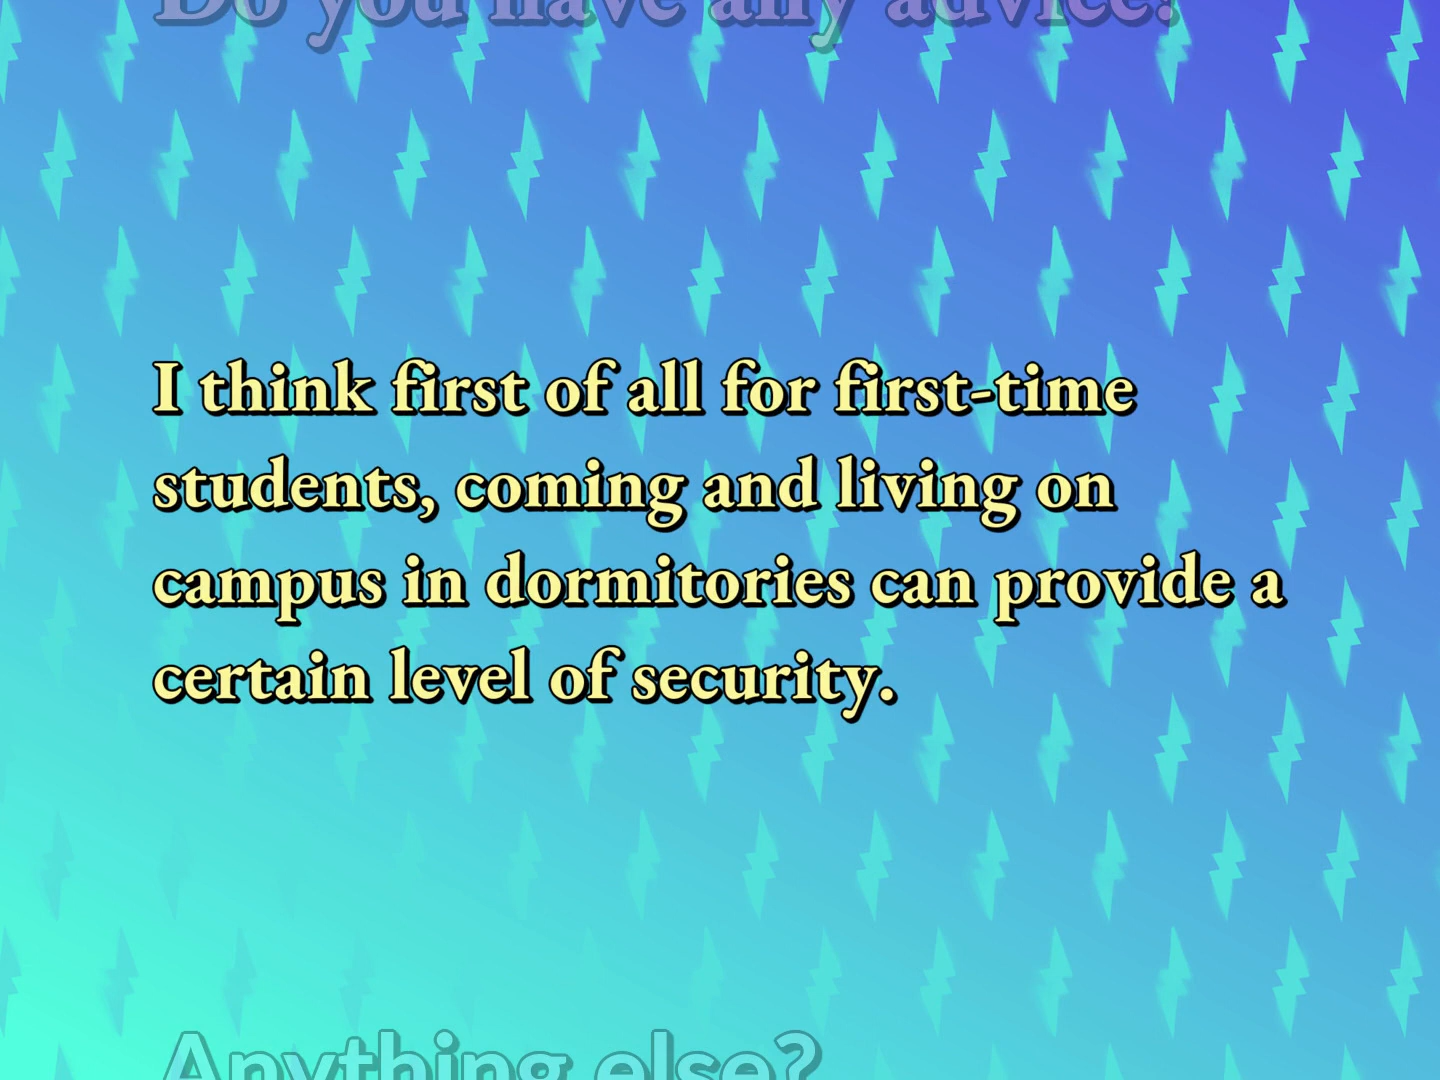 Do you have any advice?
I think first of all for first-time
students, coming and living on
campus in dormitories can provide a
certain level of security.
Anything else?